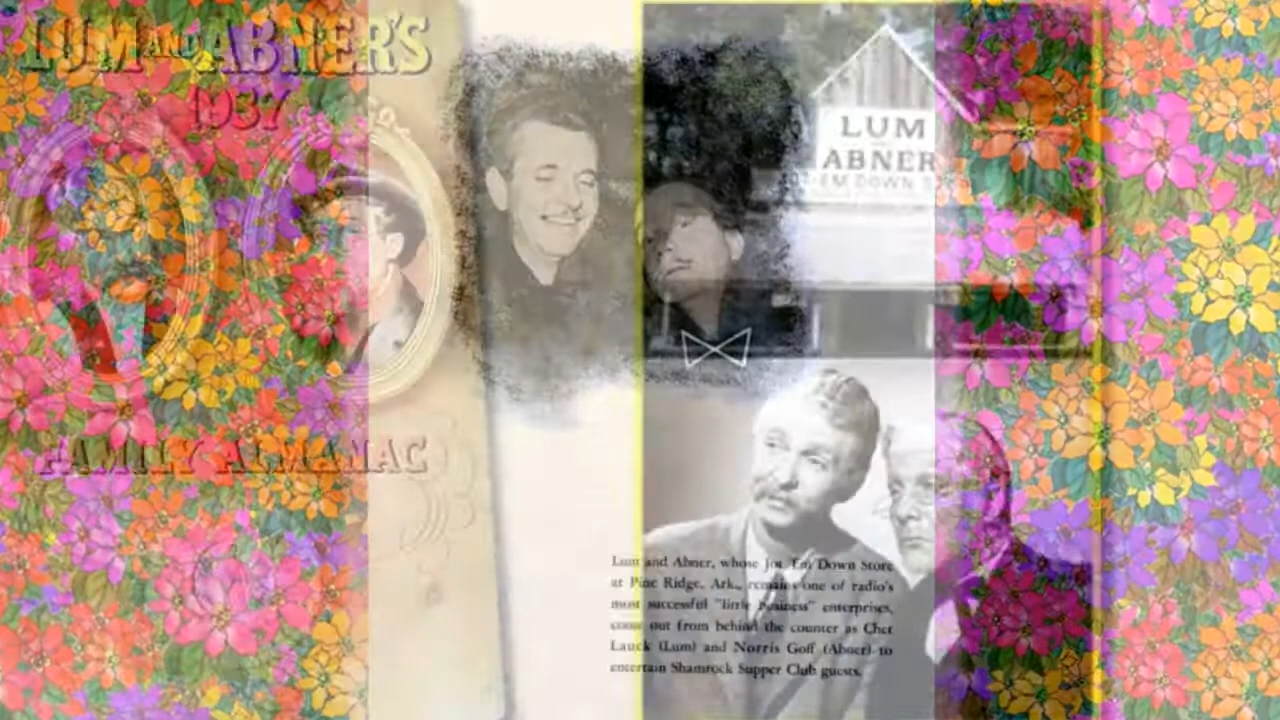 LUM AND ABNER'S
1937
FAMILY ALMANAC
LUM
ABNER
'EM DOWN
Lum and Abner, whose Jot 'Em Down Store
at Pine Ridge, Ark., remains one of radio's
most successful "little business" enterprises,
come out from behind the counter as Chet
Lauck (Lum) and Norris Goff (Abner) to
entertain Shamrock Supper Club guests.